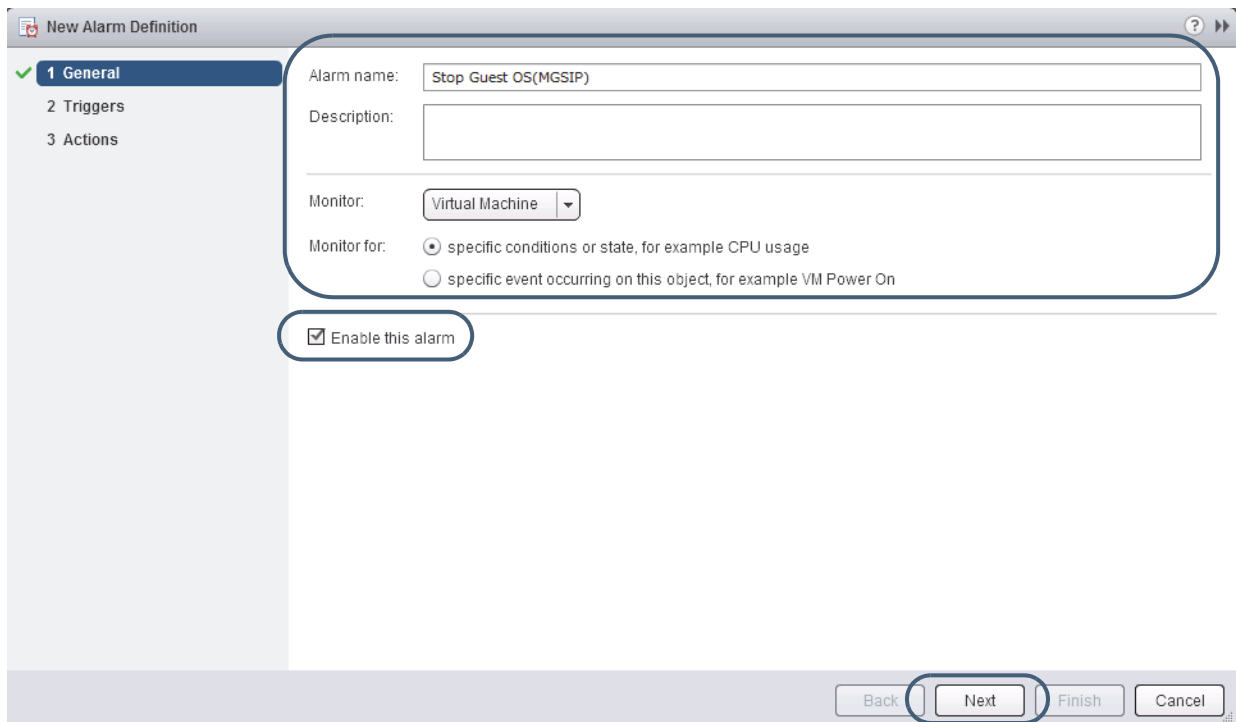 New Alarm Definition
?
1 General
2 Triggers
3 Actions
Alarm name: Stop Guest OS(MGSIP)
Description:
Monitor: Virtual Machine
Monitor for: specific conditions or state, for example CPU usage
specific event occurring on this object, for example VM Power On
Enable this alarm
Back Next Finish Cancel